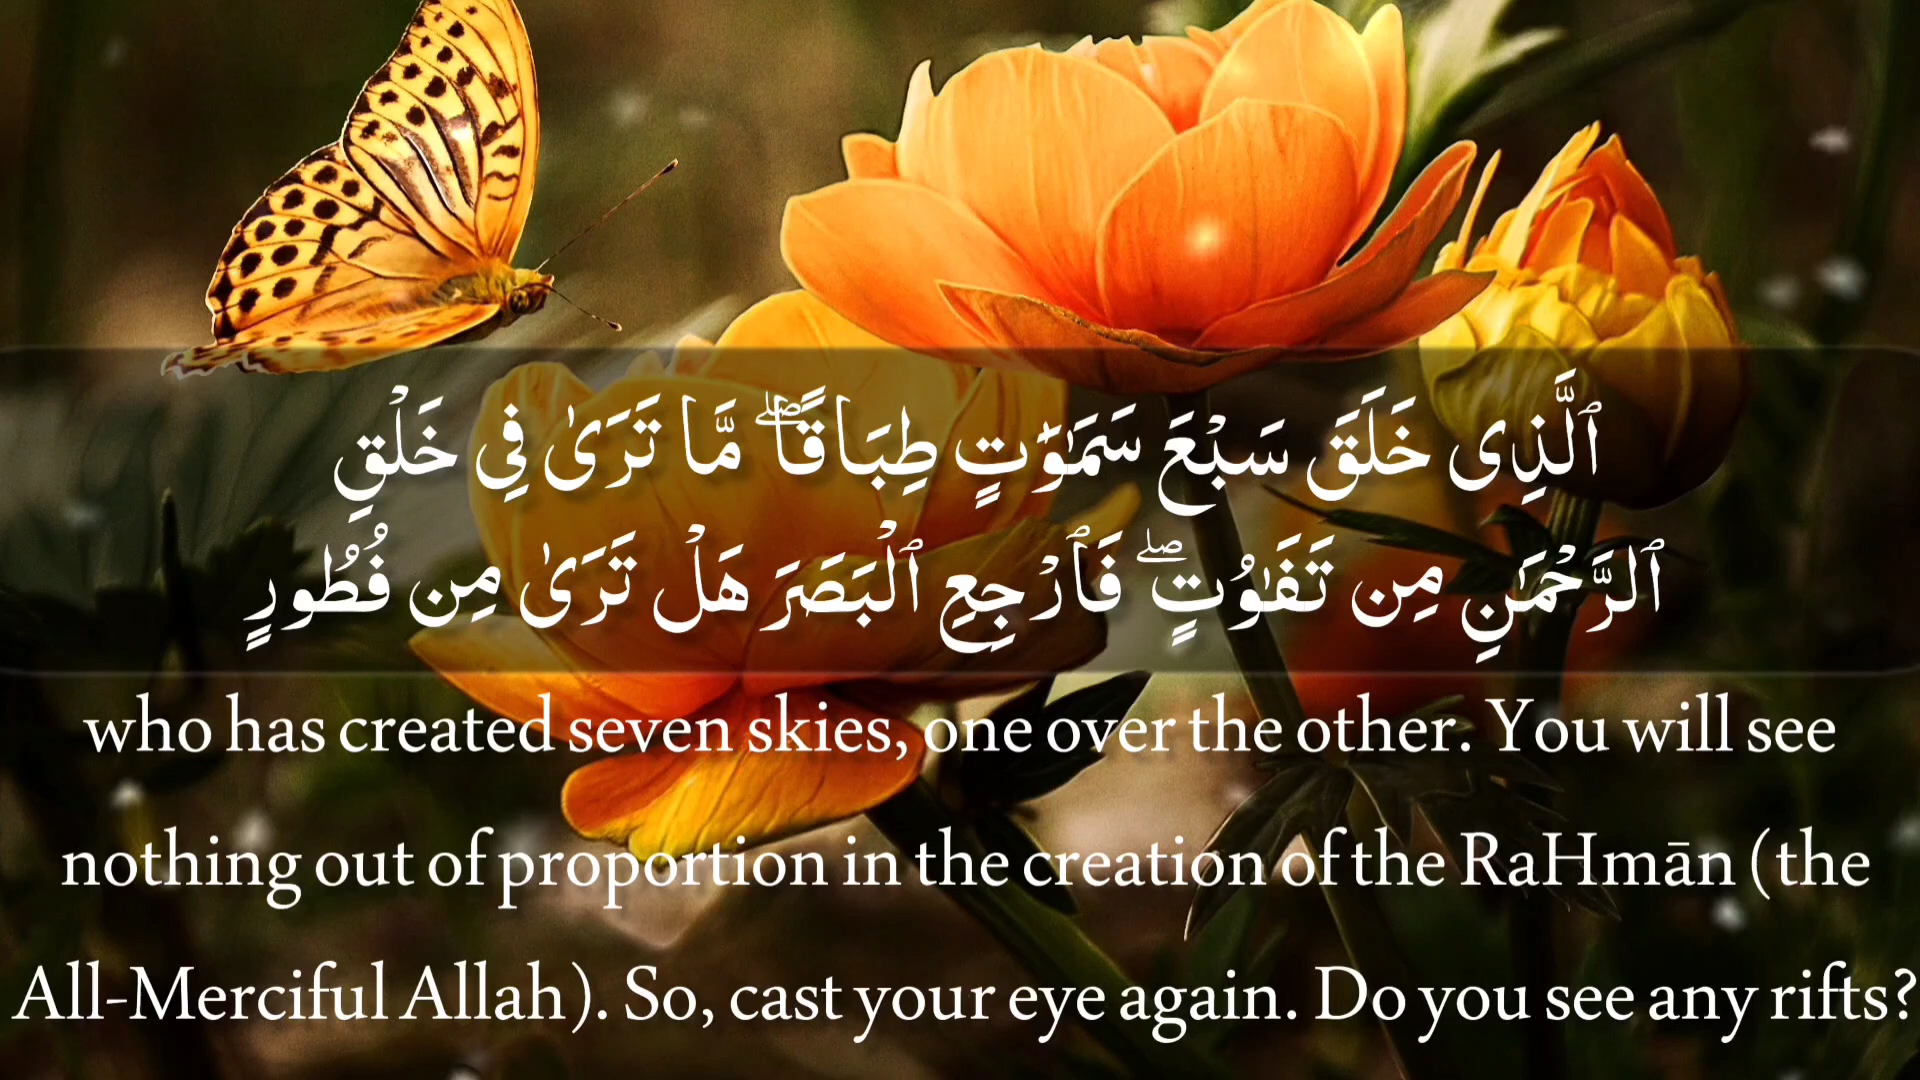 ٱلَّذِى خَلَقَ سَبْعَ سَمَـٰوَٰتٍ طِبَاقًا ۖ مَّا تَرَىٰ فِى خَلْقِ
ٱلرَّحْمَـٰنِ مِن تَفَـٰوُتٍ ۖ فَٱرْجِعِ ٱلْبَصَرَ هَلْ تَرَىٰ مِن فُطُورٍ
who has created seven skies, one over the other. You will see
nothing out of proportion in the creation of the RaHmān (the
All-Merciful Allah). So, cast your eye again. Do you see any rifts?